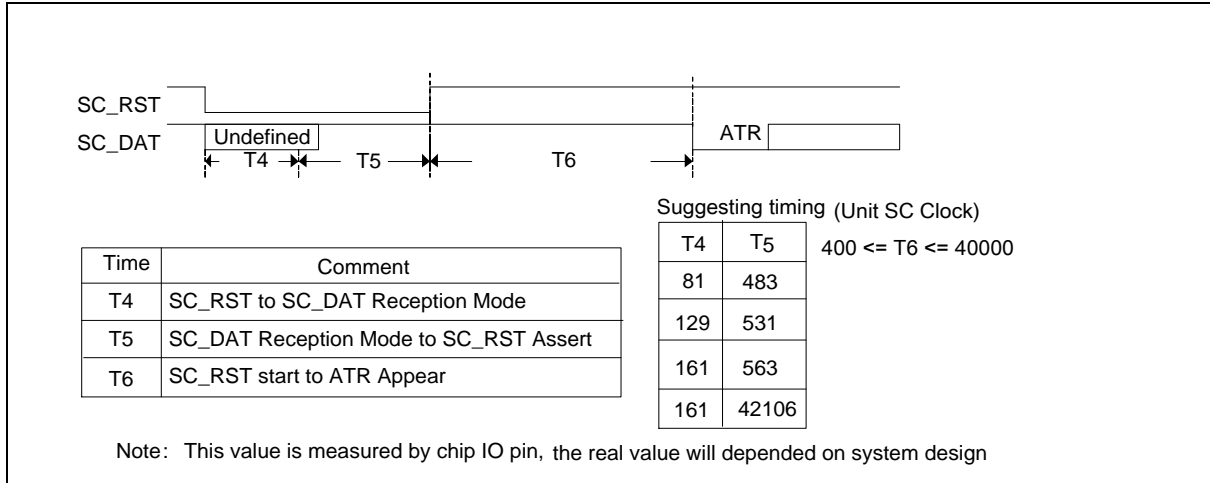 SC_RST
SC_DAT
Undefined
ATR
T4
T5
T6
Suggesting timing (Unit SC Clock)
T4 T5
400 <= T6 <= 40000
81 483
129 531
161 563
161 42106
Time Comment
T4 SC_RST to SC_DAT Reception Mode
T5 SC_DAT Reception Mode to SC_RST Assert
T6 SC_RST start to ATR Appear
Note: This value is measured by chip IO pin, the real value will depended on system design